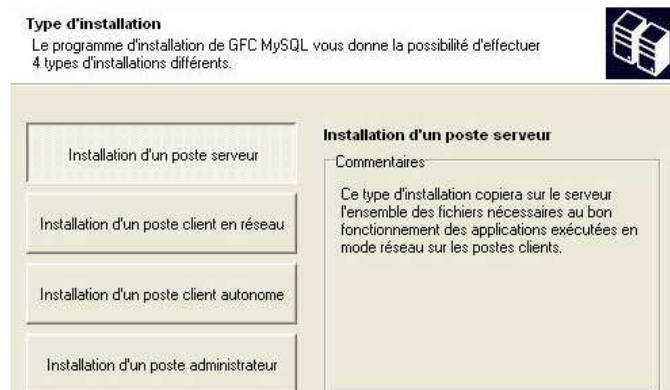 Type d'installation
Le programme d'installation de GFC MySQL vous donne la possibilité d'effectuer
4 types d'installations différents.
Installation d'un poste serveur
Installation d'un poste client en réseau
Installation d'un poste client autonome
Installation d'un poste administrateur
Installation d'un poste serveur
Commentaires
Ce type d'installation copiera sur le serveur
l'ensemble des fichiers nécessaires au bon
fonctionnement des applications exécutées en
mode réseau sur les postes clients.